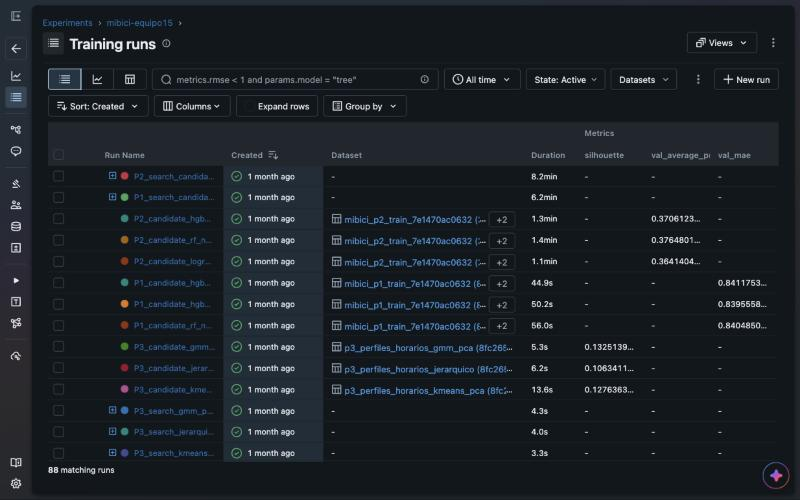 Experiments > mibici-equipo15 >
Training runs
Views
metrics.rmse < 1 and params.model = "tree"
All time
State: Active
Datasets
New run
Sort: Created
Columns
Expand rows
Group by
Metrics
Run Name Created Dataset Duration silhouette val_average_p val_mae
P2_search_candida... 1 month ago - 8.2min - - -
P1_search_candida... 1 month ago - 6.2min - - -
P2_candidate_hgb... 1 month ago mibici_p2_train_7e1470ac0632 (... +2 1.3min - 0.3706123... -
P2_candidate_rf_n... 1 month ago mibici_p2_train_7e1470ac0632 (... +2 1.4min - 0.3764801... -
P2_candidate_logr... 1 month ago mibici_p2_train_7e1470ac0632 (... +2 1.1min - 0.3641404... -
P1_candidate_hgb... 1 month ago mibici_p1_train_7e1470ac0632 (... +2 44.9s - - 0.8411753...
P1_candidate_hgb... 1 month ago mibici_p1_train_7e1470ac0632 (... +2 50.2s - - 0.8395558...
P1_candidate_rf_n... 1 month ago mibici_p1_train_7e1470ac0632 (... +2 56.0s - - 0.8404850...
P3_candidate_gmm... 1 month ago p3_perfiles_horarios_gmm_pca (8fc265... 5.3s 0.1325139... - -
P3_candidate_jerar... 1 month ago p3_perfiles_horarios_jerarquico (8fc26... 6.2s 0.1063411... - -
P3_candidate_kme... 1 month ago p3_perfiles_horarios_kmeans_pca (8fc2... 13.6s 0.1276363... - -
P3_search_gmm_p... 1 month ago - 4.3s - - -
P3_search_jerarqui... 1 month ago - 4.0s - - -
P3_search_kmeans... 1 month ago - 3.3s - - -
88 matching runs